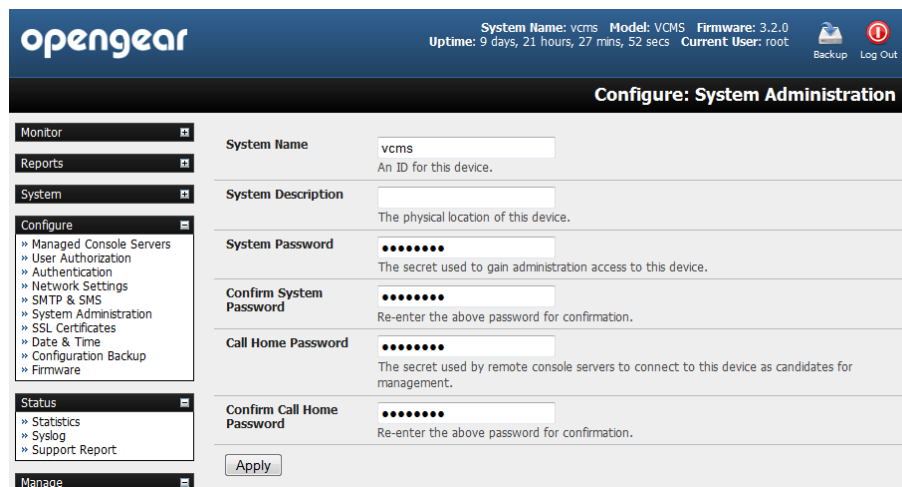 opengear
System Name: vcms Model: VCMS Firmware: 3.2.0
Uptime: 9 days, 21 hours, 27 mins, 52 secs Current User: root
Backup
Log Out
Configure: System Administration
Monitor
Reports
System
Configure
» Managed Console Servers
» User Authorization
» Authentication
» Network Settings
» SMTP & SMS
» System Administration
» SSL Certificates
» Date & Time
» Configuration Backup
» Firmware
Status
» Statistics
» Syslog
» Support Report
Manage
System Name
vcms
An ID for this device.
System Description
The physical location of this device.
System Password
••••••••
The secret used to gain administration access to this device.
Confirm System
Password
••••••••
Re-enter the above password for confirmation.
Call Home Password
••••••••
The secret used by remote console servers to connect to this device as candidates for
management.
Confirm Call Home
Password
••••••••
Re-enter the above password for confirmation.
Apply